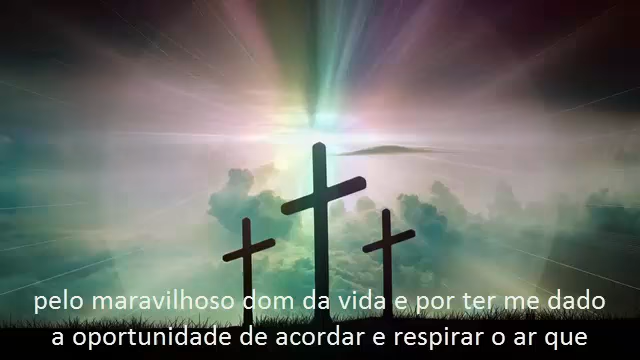 pelo maravilhoso dom da vida e por ter me dado
a oportunidade de acordar e respirar o ar que